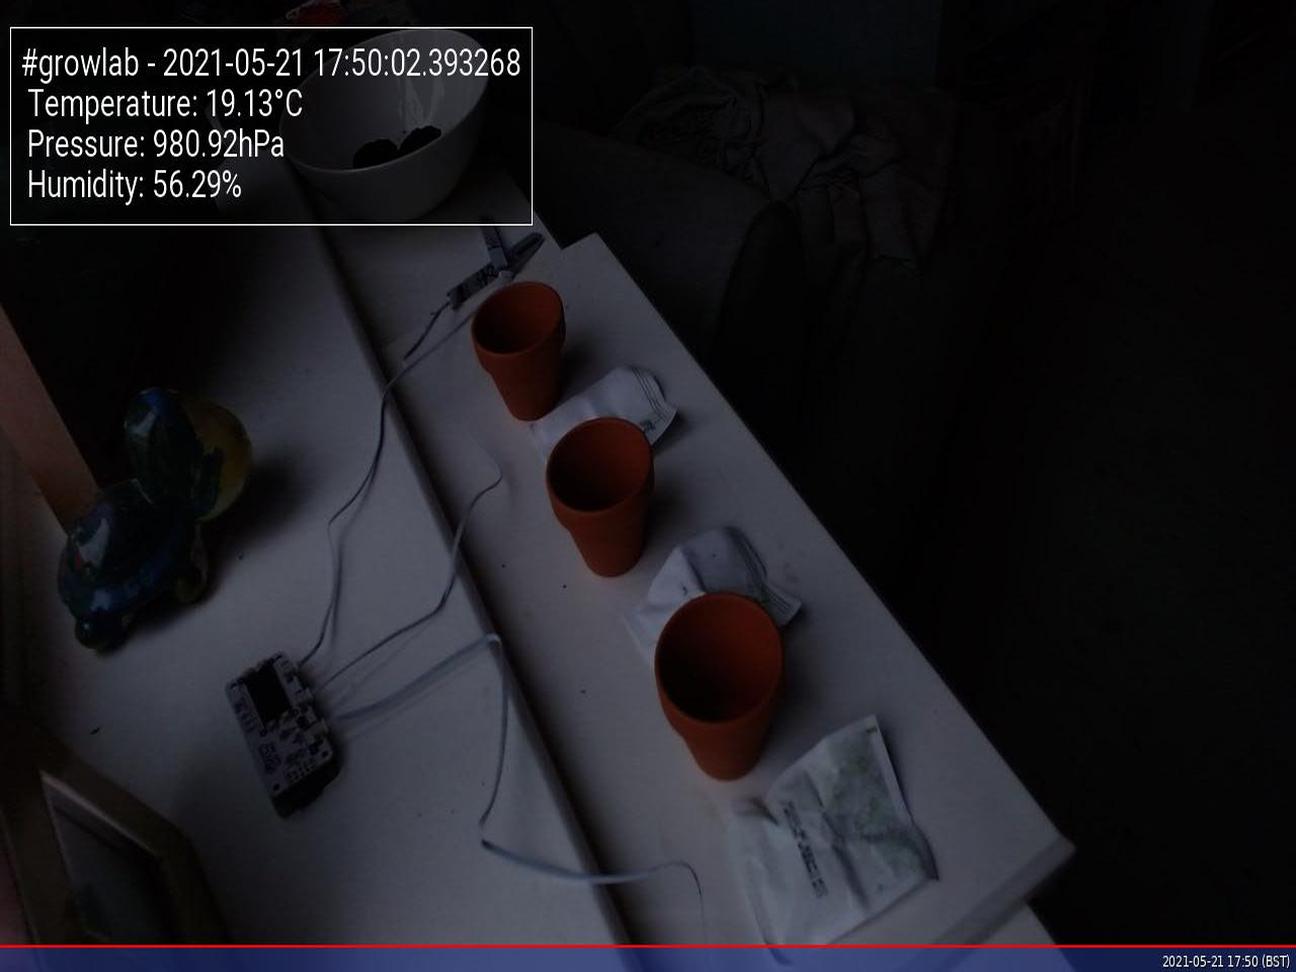 #growlab - 2021-05-21 17:50:02.393268
Temperature: 19.13°C
Pressure: 980.92hPa
Humidity: 56.29%
2021-05-21 17:50 (BST)